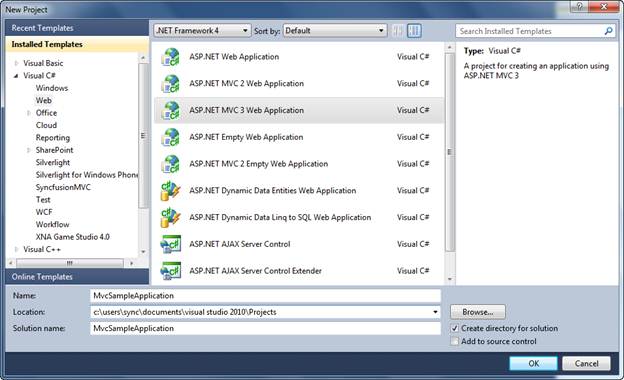 New Project
Recent Templates
.NET Framework 4
Sort by:
Default
Search Installed Templates
Installed Templates
Visual Basic
Visual C#
Windows
Web
Office
Cloud
Reporting
SharePoint
Silverlight
Silverlight for Windows Phone
SyncfusionMVC
Test
WCF
Workflow
XNA Game Studio 4.0
Visual C++
Online Templates
ASP.NET Web Application Visual C#
ASP.NET MVC 2 Web Application Visual C#
ASP.NET MVC 3 Web Application Visual C#
ASP.NET Empty Web Application Visual C#
ASP.NET MVC 2 Empty Web Application Visual C#
ASP.NET Dynamic Data Entities Web Application Visual C#
ASP.NET Dynamic Data Linq to SQL Web Application Visual C#
ASP.NET AJAX Server Control Visual C#
ASP.NET AJAX Server Control Extender Visual C#
Type: Visual C#
A project for creating an application using
ASP.NET MVC 3
Name: MvcSampleApplication
Location: c:\users\sync\documents\visual studio 2010\Projects
Browse...
Solution name: MvcSampleApplication
Create directory for solution
Add to source control
OK
Cancel